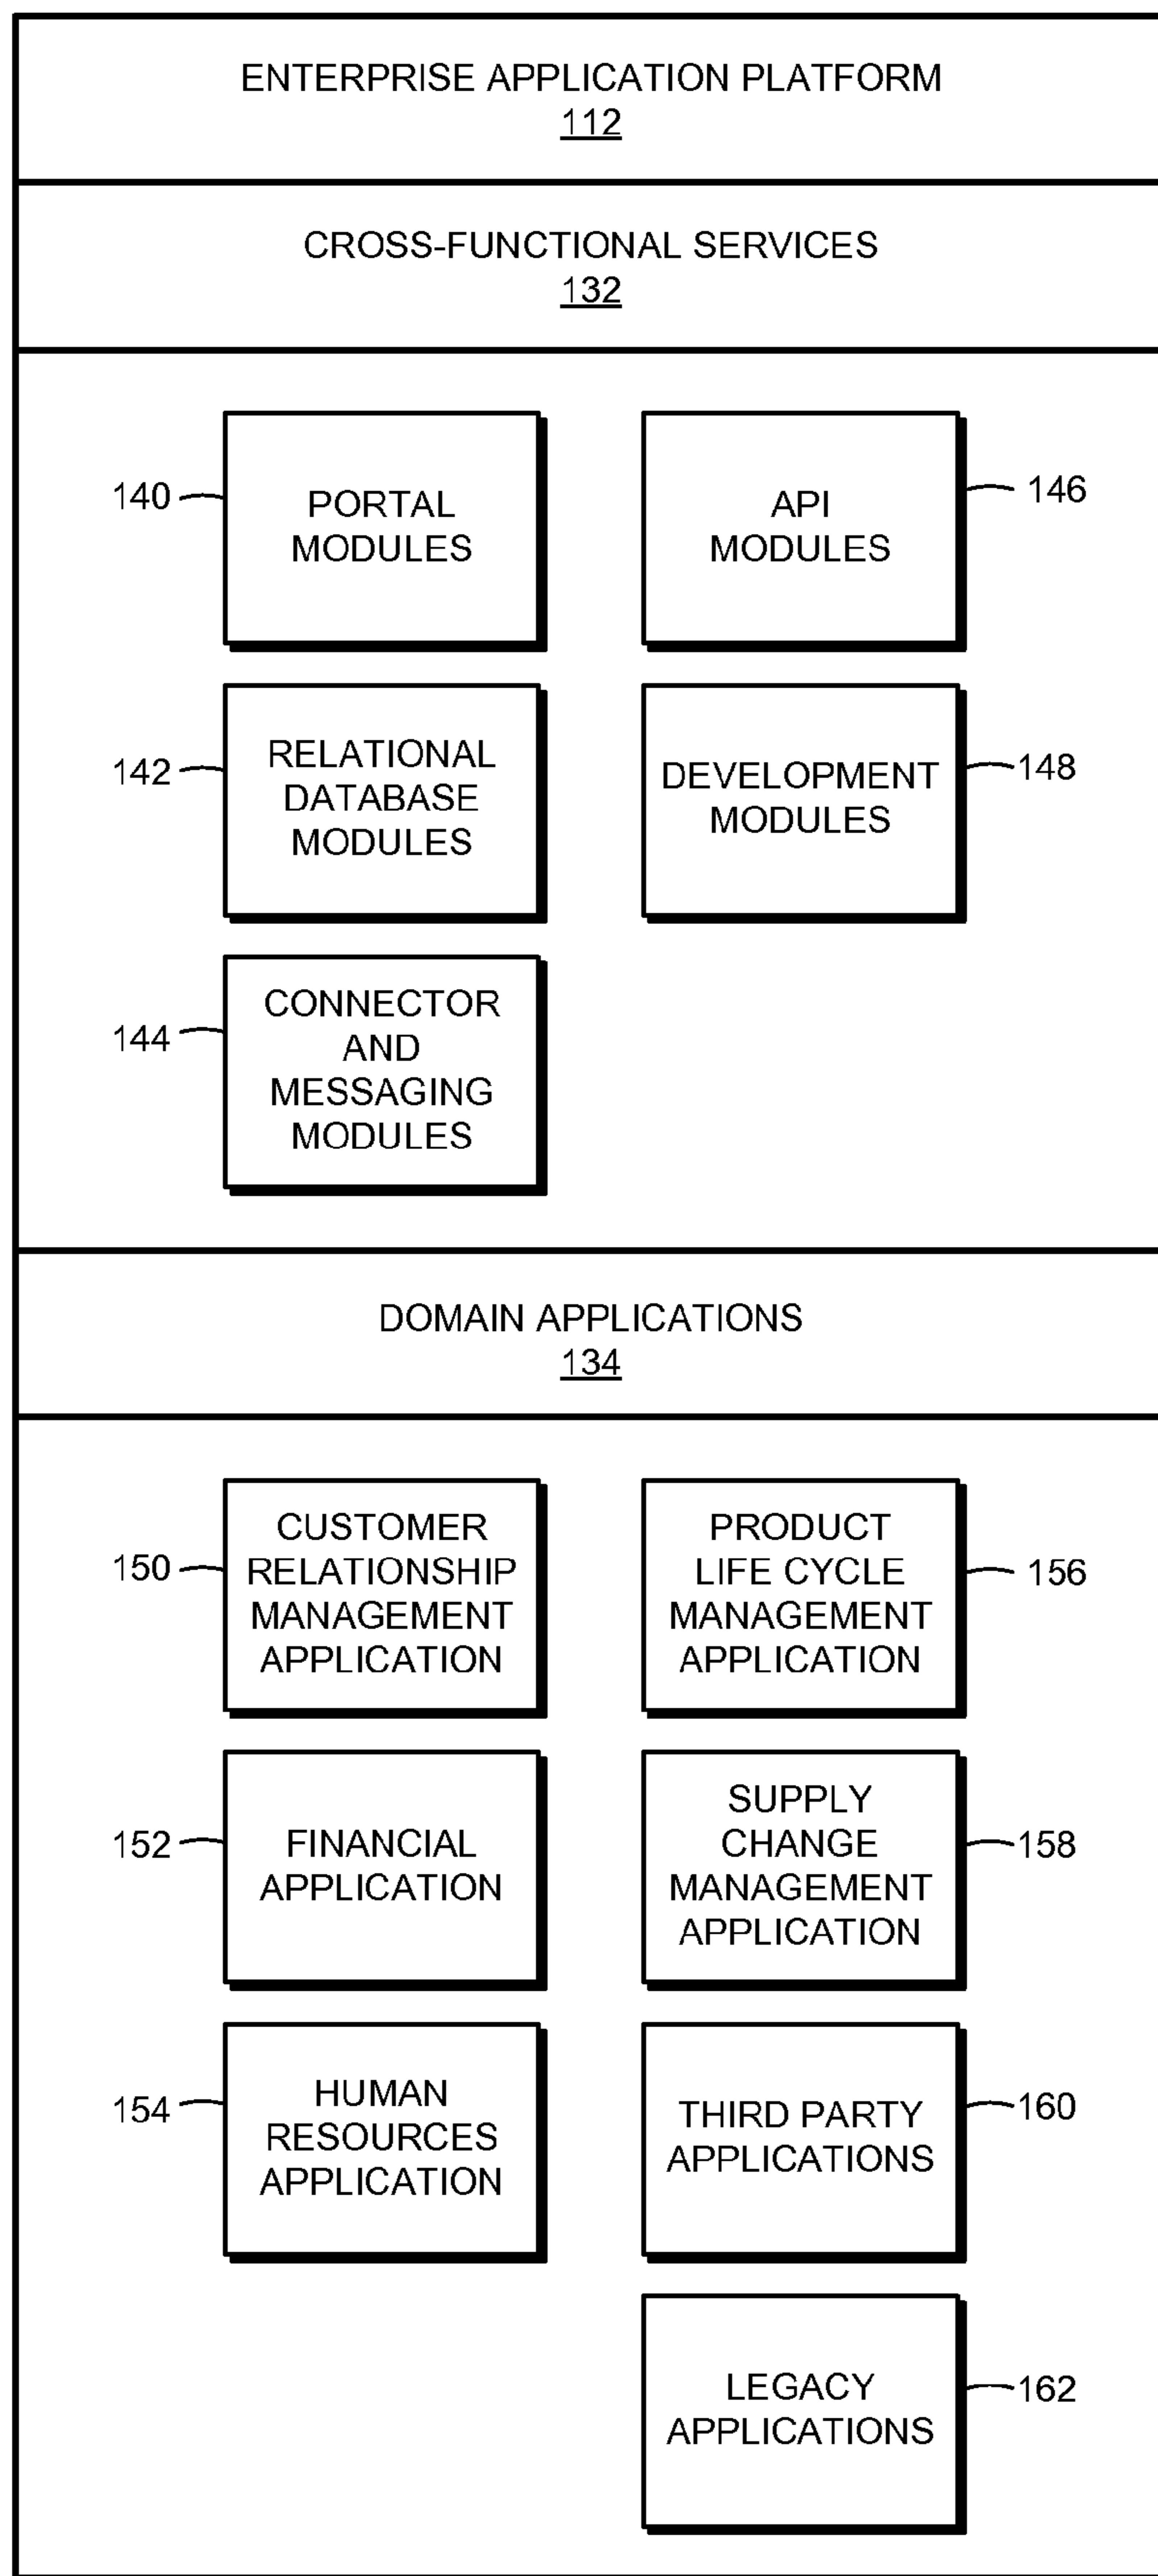 ENTERPRISE APPLICATION PLATFORM
112
CROSS-FUNCTIONAL SERVICES
132
140
PORTAL
MODULES
API
MODULES
146
142
RELATIONAL
DATABASE
MODULES
DEVELOPMENT
MODULES
148
144
CONNECTOR
AND
MESSAGING
MODULES
DOMAIN APPLICATIONS
134
150
CUSTOMER
RELATIONSHIP
MANAGEMENT
APPLICATION
PRODUCT
LIFE CYCLE
MANAGEMENT
APPLICATION
156
152
FINANCIAL
APPLICATION
SUPPLY
CHANGE
MANAGEMENT
APPLICATION
158
154
HUMAN
RESOURCES
APPLICATION
THIRD PARTY
APPLICATIONS
160
LEGACY
APPLICATIONS
162